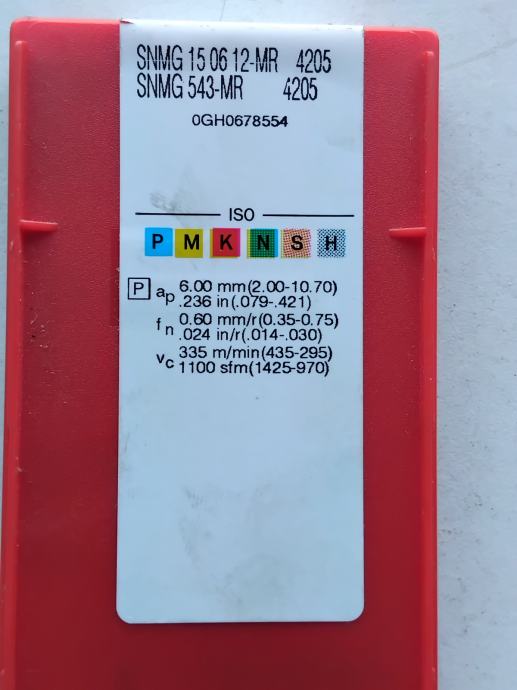 SNMG 15 06 12-MR 4205
SNMG 543-MR 4205
0GH0678554
ISO
P M K N S H
P ap 6.00 mm(2.00-10.70)
.236 in(.079-.421)
fn 0.60 mm/r(0.35-0.75)
.024 in/r(.014-.030)
vc 335 m/min(435-295)
1100 sfm(1425-970)